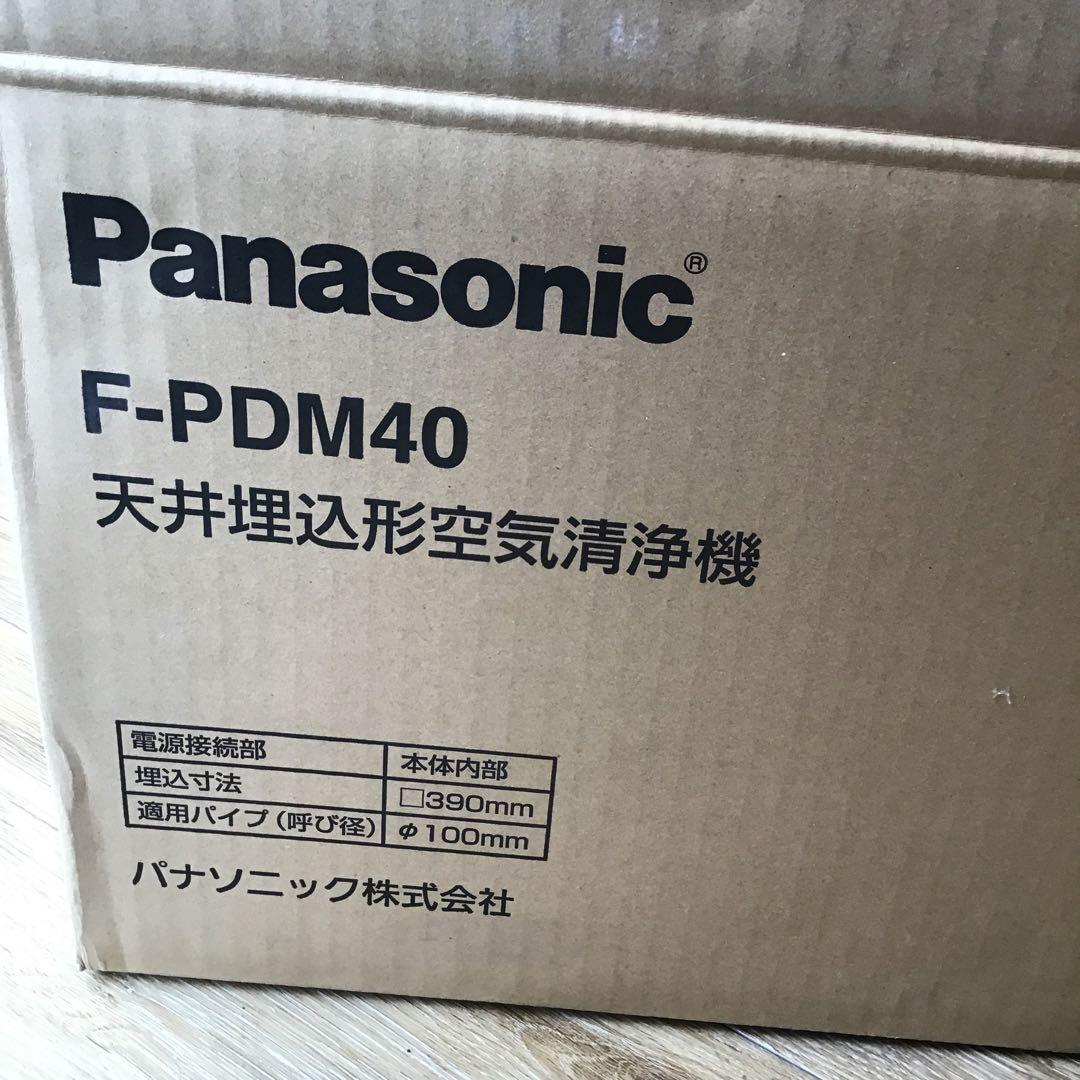 Panasonic®
F-PDM40
天井埋込形空気清浄機
電源接続部 本体内部
埋込寸法 □390mm
適用パイプ(呼び径) φ100mm
パナソニック株式会社